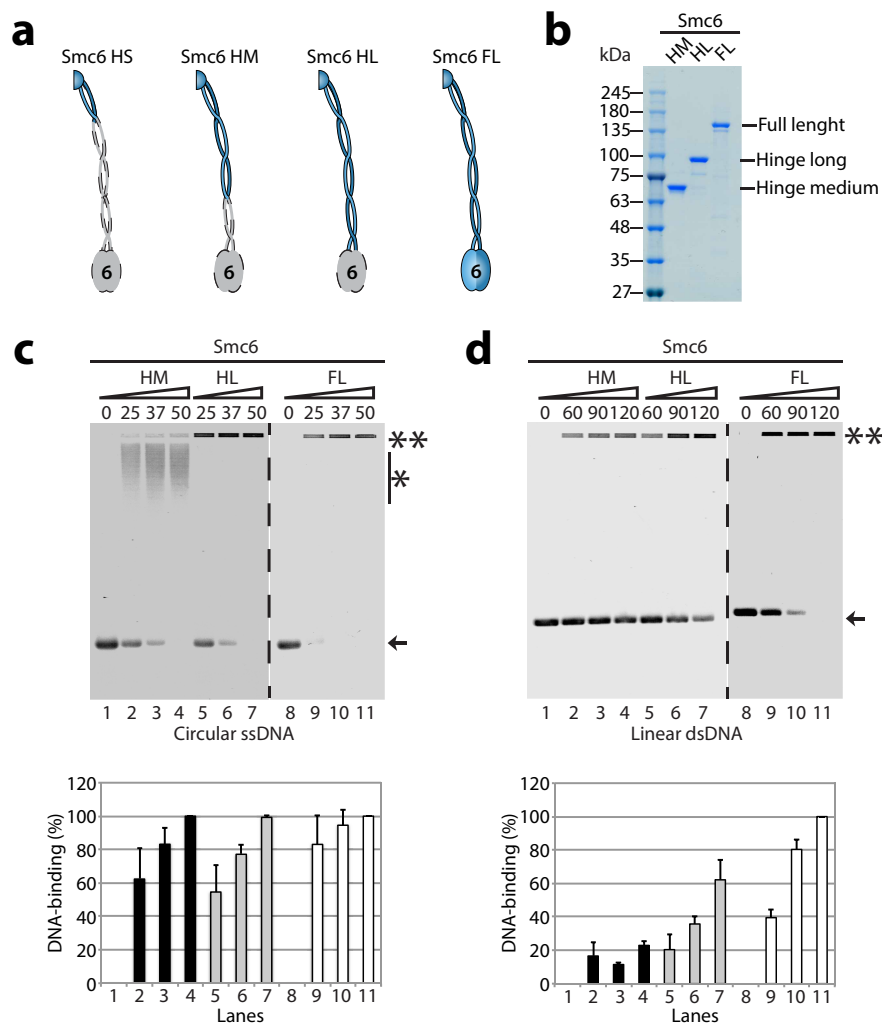 a
Smc6 HS Smc6 HM Smc6 HL Smc6 FL
6 6 6 6
b
Smc6
kDa HM HL FL
245
180
135
100
75
63
48
35
27
Full lenght
Hinge long
Hinge medium
c
Smc6
HM HL FL
0 25 37 50 25 37 50 0 25 37 50
**
*
1 2 3 4 5 6 7 8 9 10 11
Circular ssDNA
DNA-binding (%)
120
100
80
60
40
20
0
1 2 3 4 5 6 7 8 9 10 11
Lanes
d
Smc6
HM HL FL
0 60 90 120 60 90 120 0 60 90 120
**
1 2 3 4 5 6 7 8 9 10 11
Linear dsDNA
DNA-binding (%)
120
100
80
60
40
20
0
1 2 3 4 5 6 7 8 9 10 11
Lanes